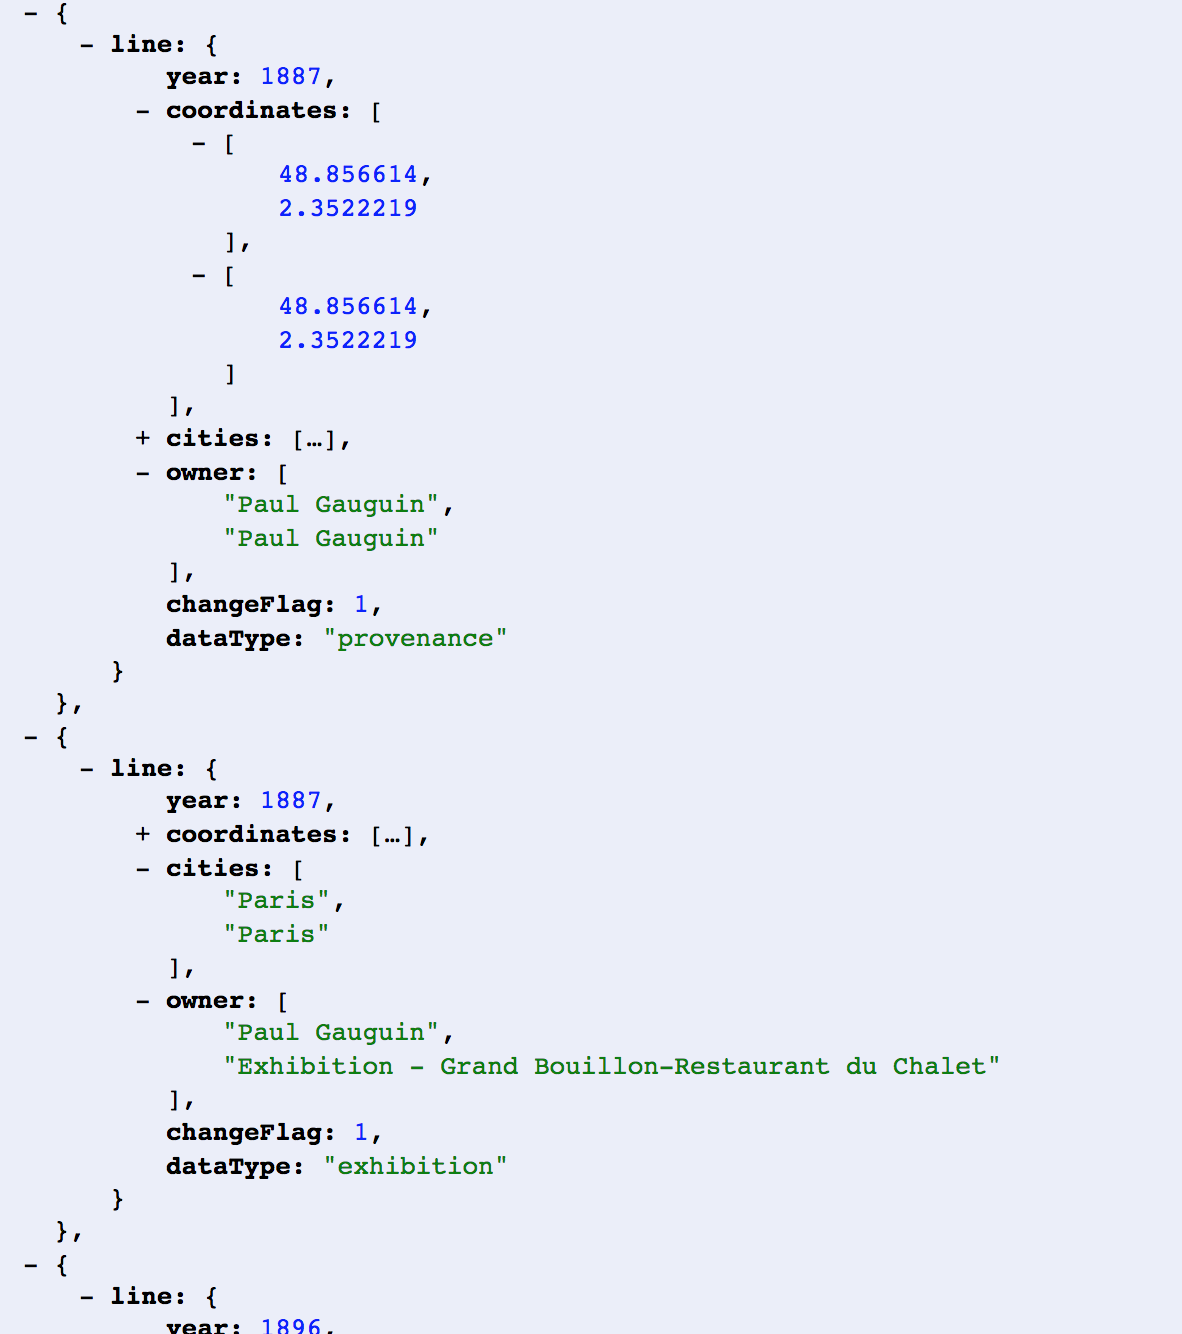 - {
- line: {
year: 1887,
- coordinates: [
- [
48.856614,
2.3522219
],
- [
48.856614,
2.3522219
]
],
+ cities: […],
- owner: [
"Paul Gauguin",
"Paul Gauguin"
],
changeFlag: 1,
dataType: "provenance"
}
},
- {
- line: {
year: 1887,
+ coordinates: […],
- cities: [
"Paris",
"Paris"
],
- owner: [
"Paul Gauguin",
"Exhibition - Grand Bouillon-Restaurant du Chalet"
],
changeFlag: 1,
dataType: "exhibition"
}
},
- {
- line: {
year: 1896,